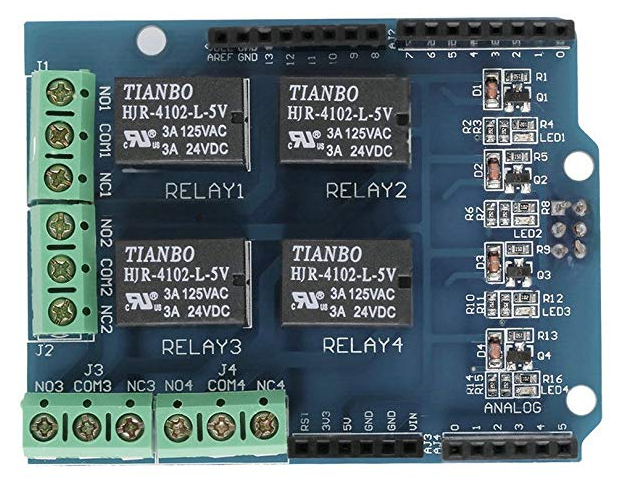 AREF GND 13 12 11 10 9 8
AJ2
7 6 5 4 3 2 1 0
J1
NO1 COM1 NC1
TIANBO
HJR-4102-L-5V
3A 125VAC
3A 24VDC
RELAY1
TIANBO
HJR-4102-L-5V
3A 125VAC
3A 24VDC
RELAY2
D1
R1
Q1
R2
R3
R4
LED1
D2
R5
Q2
R6
R7
R8
LED2
NO2 COM2 NC2
J2
TIANBO
HJR-4102-L-5V
3A 125VAC
3A 24VDC
RELAY3
TIANBO
HJR-4102-L-5V
3A 125VAC
3A 24VDC
RELAY4
D3
R9
Q3
R10
R11
R12
LED3
D4
R13
Q4
R14
R15
R16
LED4
J3
NO3 COM3 NC3
J4
NO4 COM4 NC4
RST 3V3 5V GND GND VIN
AJ3
AJ4
ANALOG
0 1 2 3 4 5